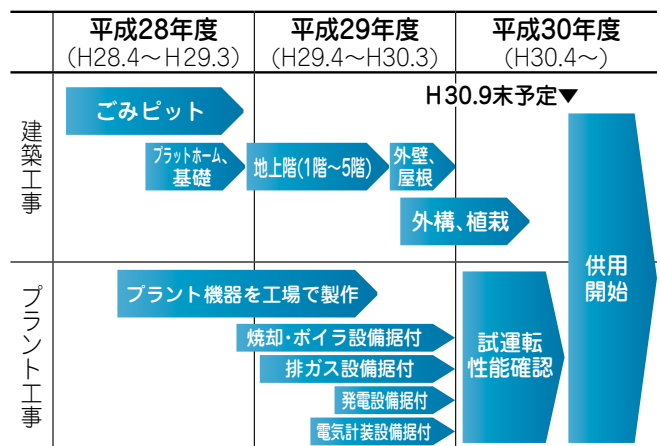 平成28年度
(H28.4～H29.3)
平成29年度
(H29.4～H30.3)
平成30年度
(H30.4～)
H30.9末予定▼
建築工事
ごみピット
プラットホーム、
基礎
地上階(1階～5階)
外壁、
屋根
外構、植栽
供用
開始
プラント工事
プラント機器を工場で製作
焼却・ボイラ設備据付
排ガス設備据付
発電設備据付
電気計装設備据付
試運転
性能確認